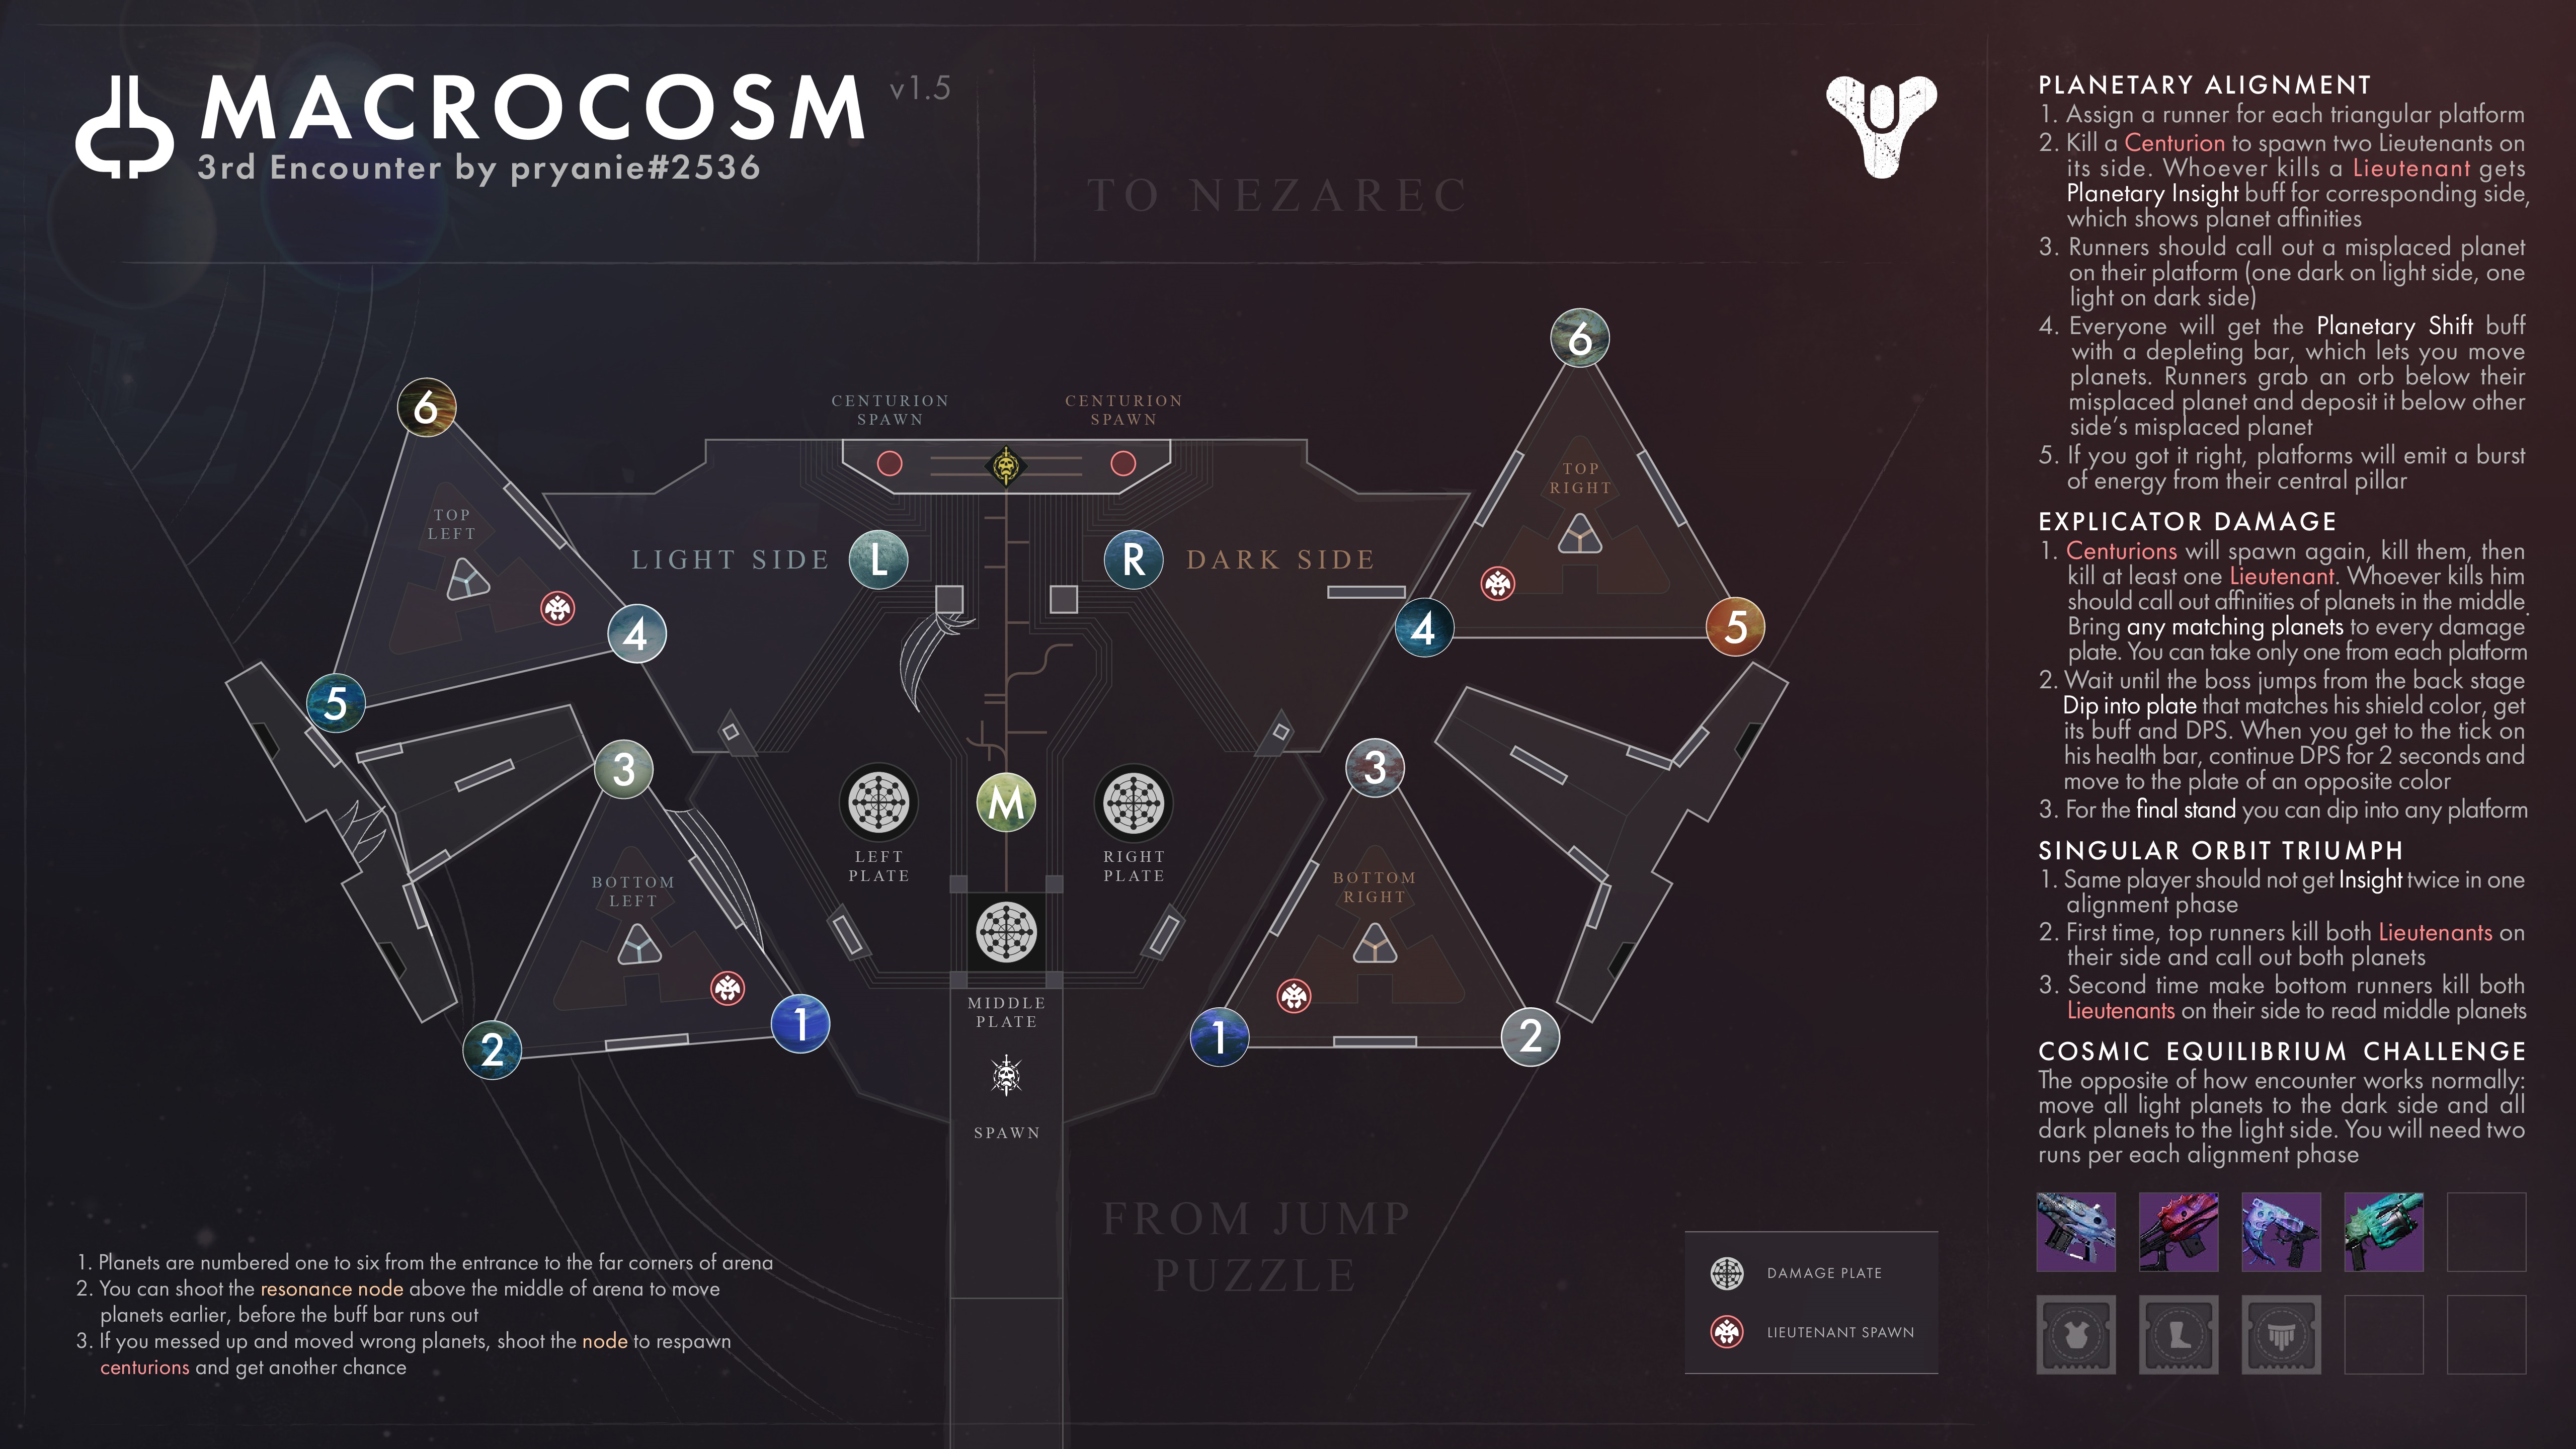 MACROCOSM v1.5
3rd Encounter by pryanie#2536
TO NEZAREC
6
6
CENTURION
SPAWN
CENTURION
SPAWN
TOP
LEFT
TOP
RIGHT
LIGHT SIDE
L
R
DARK SIDE
4
4
5
5
3
M
3
LEFT
PLATE
RIGHT
PLATE
BOTTOM
LEFT
BOTTOM
RIGHT
2
1
1
2
MIDDLE
PLATE
SPAWN
FROM JUMP
PUZZLE
1. Planets are numbered one to six from the entrance to the far corners of arena
2. You can shoot the resonance node above the middle of arena to move
planets earlier, before the buff bar runs out
3. If you messed up and moved wrong planets, shoot the node to respawn
centurions and get another chance
DAMAGE PLATE
LIEUTENANT SPAWN
PLANETARY ALIGNMENT
1. Assign a runner for each triangular platform
2. Kill a Centurion to spawn two Lieutenants on
its side. Whoever kills a Lieutenant gets
Planetary Insight buff for corresponding side,
which shows planet affinities
3. Runners should call out a misplaced planet
on their platform (one dark on light side, one
light on dark side)
4. Everyone will get the Planetary Shift buff
with a depleting bar, which lets you move
planets. Runners grab an orb below their
misplaced planet and deposit it below other
side's misplaced planet
5. If you got it right, platforms will emit a burst
of energy from their central pillar
EXPLICATOR DAMAGE
1. Centurions will spawn again, kill them, then
kill at least one Lieutenant. Whoever kills him
should call out affinities of planets in the middle.
Bring any matching planets to every damage
plate. You can take only one from each platform
2. Wait until the boss jumps from the back stage
Dip into plate that matches his shield color, get
its buff and DPS. When you get to the tick on
his health bar, continue DPS for 2 seconds and
move to the plate of an opposite color
3. For the final stand you can dip into any platform
SINGULAR ORBIT TRIUMPH
1. Same player should not get Insight twice in one
alignment phase
2. First time, top runners kill both Lieutenants on
their side and call out both planets
3. Second time make bottom runners kill both
Lieutenants on their side to read middle planets
COSMIC EQUILIBRIUM CHALLENGE
The opposite of how encounter works normally:
move all light planets to the dark side and all
dark planets to the light side. You will need two
runs per each alignment phase